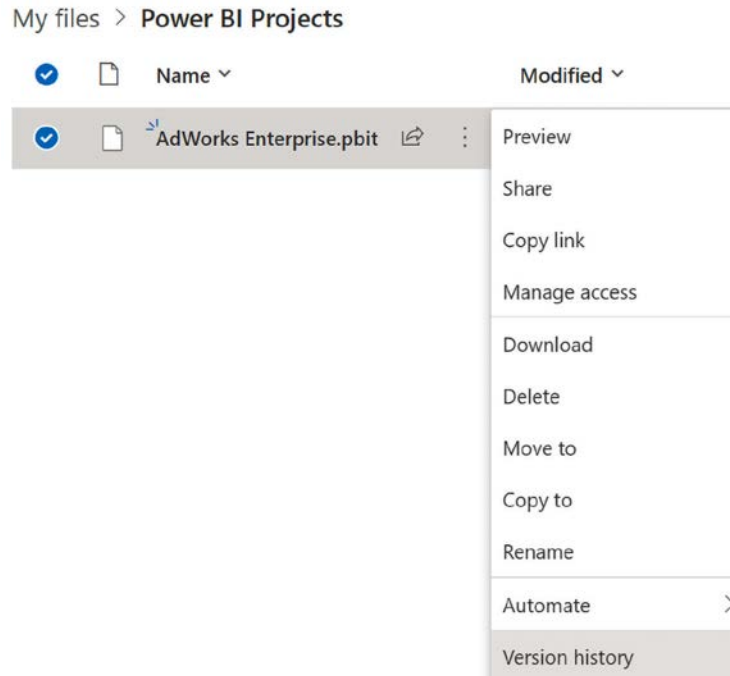 My files > Power BI Projects
Name Modified
AdWorks Enterprise.pbit
Preview
Share
Copy link
Manage access
Download
Delete
Move to
Copy to
Rename
Automate
Version history